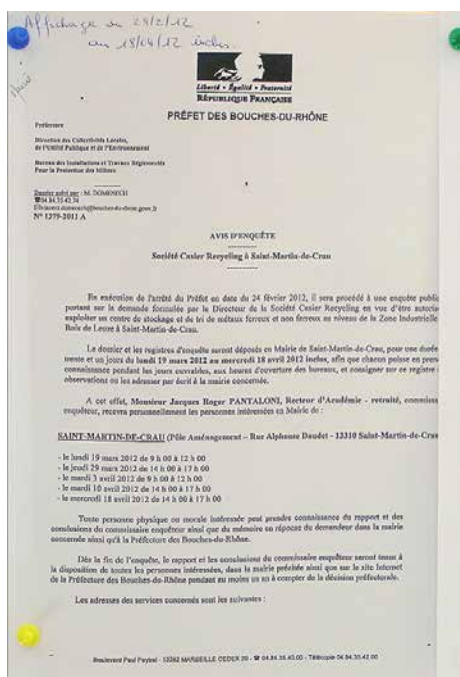 Affichage du 28/2/12
au 18/04/12 inclus.
Liberté • Égalité • Fraternité
RÉPUBLIQUE FRANÇAISE
PRÉFET DES BOUCHES-DU-RHÔNE
Préfecture
Direction des Collectivités Locales,
de l'Utilité Publique et de l'Environnement
Bureau des Installations et Travaux Réglementés
Pour la Protection des Milieux
Dossier suivi par : M. DOMENECH
☎04.84.35.42.74
N° 1379-2011 A
AVIS D'ENQUÊTE
Société Casier Recycling à Saint-Martin-de-Crau
En exécution de l'arrêté du Préfet en date du 24 février 2012, il sera procédé à une enquête publi
portant sur la demande formulée par le Directeur de la Société Casier Recycling en vue d'être autoris
exploiter un centre de stockage et de tri de métaux ferreux et non ferreux au niveau de la Zone Industrielle
Bois de Leuze à Saint-Martin-de-Crau.
Le dossier et les registres d'enquête seront déposés en Mairie de Saint-Martin-de-Crau, pour une durée
trente et un jours du lundi 19 mars 2012 au mercredi 18 avril 2012 inclus, afin que chacun puisse en pren
connaissance pendant les jours ouvrables, aux heures d'ouverture des bureaux, et consigner sur ce registre
observations ou les adresser par écrit à la mairie concernée.
A cet effet, Monsieur Jacques Roger PANTALONI, Recteur d'Académie - retraité, commiss
enquêteur, recevra personnellement les personnes intéressées en Mairie de :
SAINT-MARTIN-DE-CRAU (Pôle Aménagement – Rue Alphonse Daudet - 13310 Saint-Martin-de-Crau
- le lundi 19 mars 2012 de 9 h 00 à 12 h 00
- le jeudi 29 mars 2012 de 14 h 00 à 17 h 00
- le mardi 3 avril 2012 de 9 h 00 à 12 h 00
- le mardi 10 avril 2012 de 14 h 00 à 17 h 00
- le mercredi 18 avril 2012 de 14 h 00 à 17 h 00
Toute personne physique ou morale intéressée peut prendre connaissance du rapport et des
conclusions du commissaire enquêteur ainsi que du mémoire en réponse du demandeur dans la mairie
concernée ainsi qu'à la Préfecture des Bouches-du-Rhône.
Dès la fin de l'enquête, le rapport et les conclusions du commissaire enquêteur seront tenus à
la disposition de toutes les personnes intéressées, dans la mairie précitée ainsi que sur le site Internet
de la Préfecture des Bouches-du-Rhône pendant au moins un an à compter de la décision préfectorale.
Les adresses des services concernés sont les suivantes :
Boulevard Paul Peytral - 13282 MARSEILLE CEDEX 20 - ☎ 04.84.35.40.00 - Télécopie 04.84.35.42.00